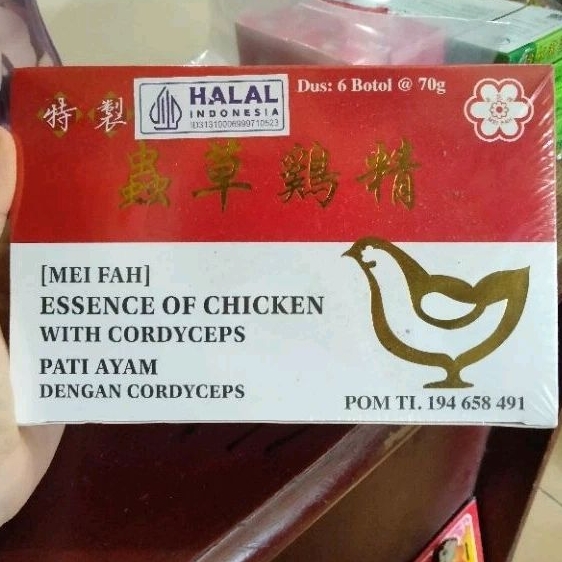 特製
HALAL
INDONESIA
Dus: 6 Botol @ 70g
蟲草鷄精
[MEI FAH]
ESSENCE OF CHICKEN
WITH CORDYCEPS
PATI AYAM
DENGAN CORDYCEPS
POM TI. 194 658 491